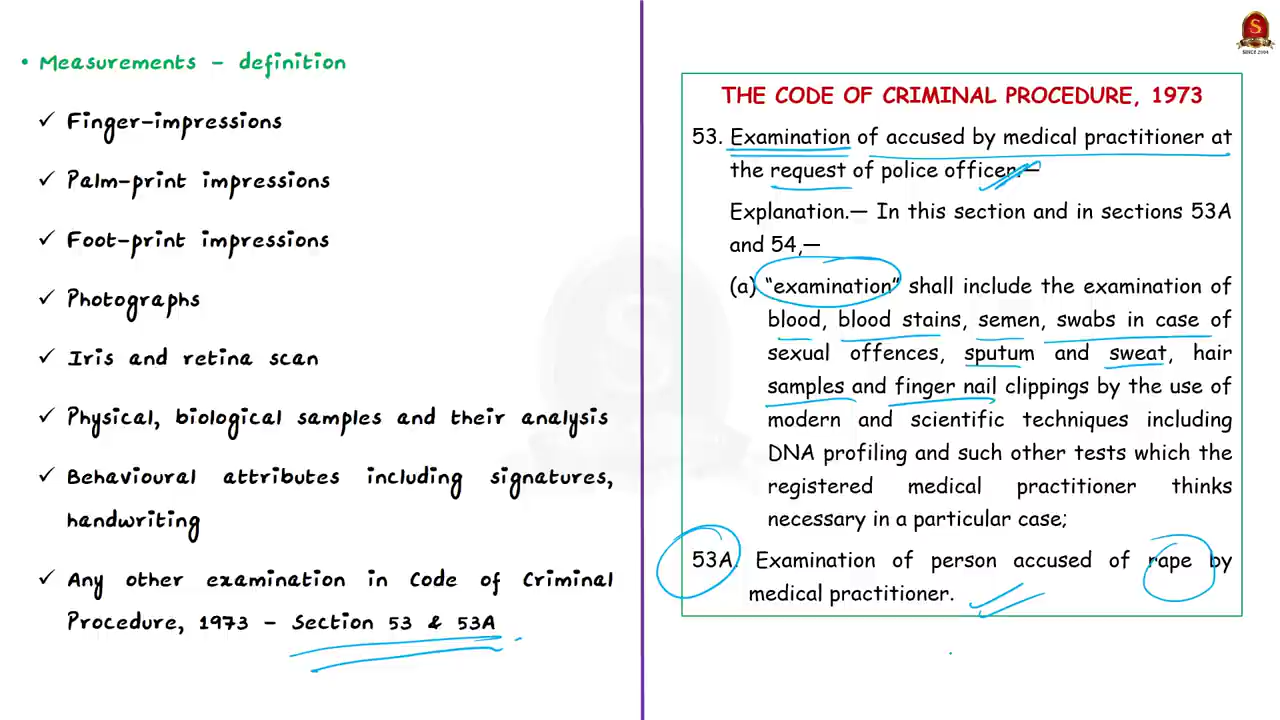 • Measurements – definition
✓ Finger-impressions
✓ Palm-print impressions
✓ Foot-print impressions
✓ Photographs
✓ Iris and retina scan
✓ Physical, biological samples and their analysis
✓ Behavioural attributes including signatures,
handwriting
✓ Any other examination in Code of Criminal
Procedure, 1973 – Section 53 & 53A
S
SINCE 2004
THE CODE OF CRIMINAL PROCEDURE, 1973
53. Examination of accused by medical practitioner at
the request of police officer.—
Explanation.— In this section and in sections 53A
and 54,—
(a) “examination” shall include the examination of
blood, blood stains, semen, swabs in case of
sexual offences, sputum and sweat, hair
samples and finger nail clippings by the use of
modern and scientific techniques including
DNA profiling and such other tests which the
registered medical practitioner thinks
necessary in a particular case;
53A. Examination of person accused of rape by
medical practitioner.